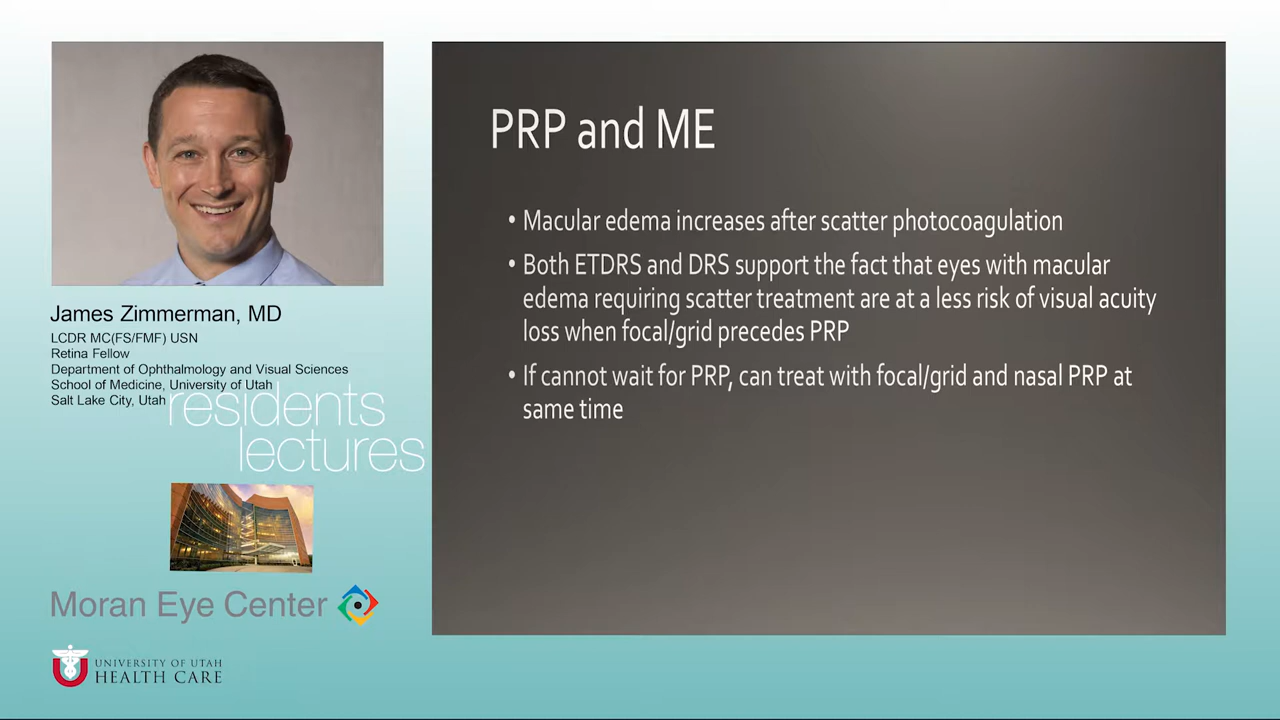 PRP and ME
• Macular edema increases after scatter photocoagulation
• Both ETDRS and DRS support the fact that eyes with macular
edema requiring scatter treatment are at a less risk of visual acuity
loss when focal/grid precedes PRP
• If cannot wait for PRP, can treat with focal/grid and nasal PRP at
same time
James Zimmerman, MD
LCDR MC(FS/FMF) USN
Retina Fellow
Department of Ophthalmology and Visual Sciences
School of Medicine, University of Utah
Salt Lake City, Utah
residents
lectures
Moran Eye Center
UNIVERSITY OF UTAH
HEALTH CARE